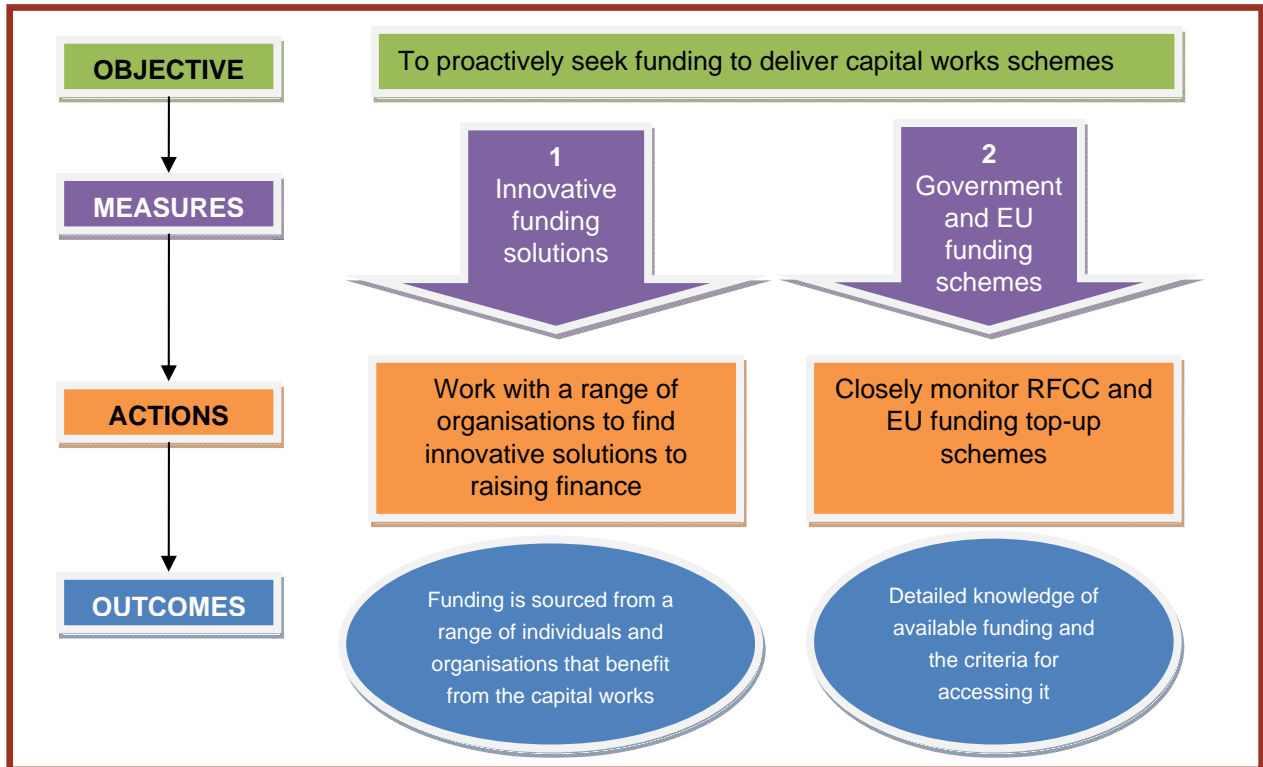 OBJECTIVE
To proactively seek funding to deliver capital works schemes
MEASURES
1
Innovative
funding
solutions
2
Government
and EU
funding
schemes
ACTIONS
Work with a range of
organisations to find
innovative solutions to
raising finance
Closely monitor RFCC and
EU funding top-up
schemes
OUTCOMES
Funding is sourced from a
range of individuals and
organisations that benefit
from the capital works
Detailed knowledge of
available funding and
the criteria for
accessing it